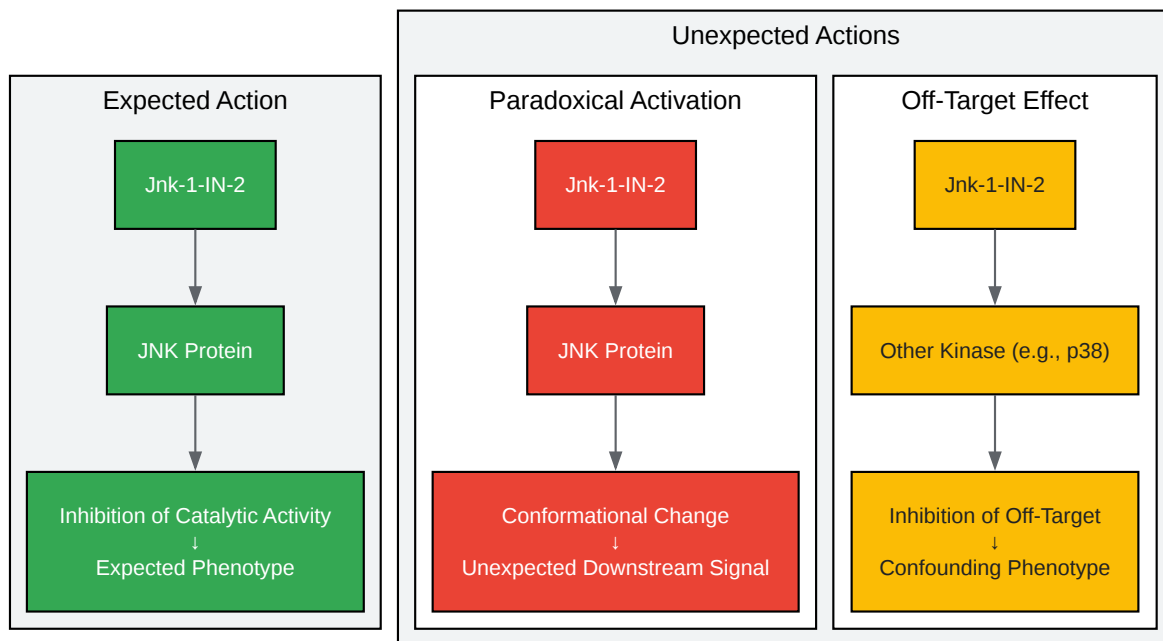 Unexpected Actions
Expected Action
Jnk-1-IN-2
JNK Protein
Inhibition of Catalytic Activity
↓
Expected Phenotype
Paradoxical Activation
Jnk-1-IN-2
JNK Protein
Conformational Change
↓
Unexpected Downstream Signal
Off-Target Effect
Jnk-1-IN-2
Other Kinase (e.g., p38)
Inhibition of Off-Target
↓
Confounding Phenotype